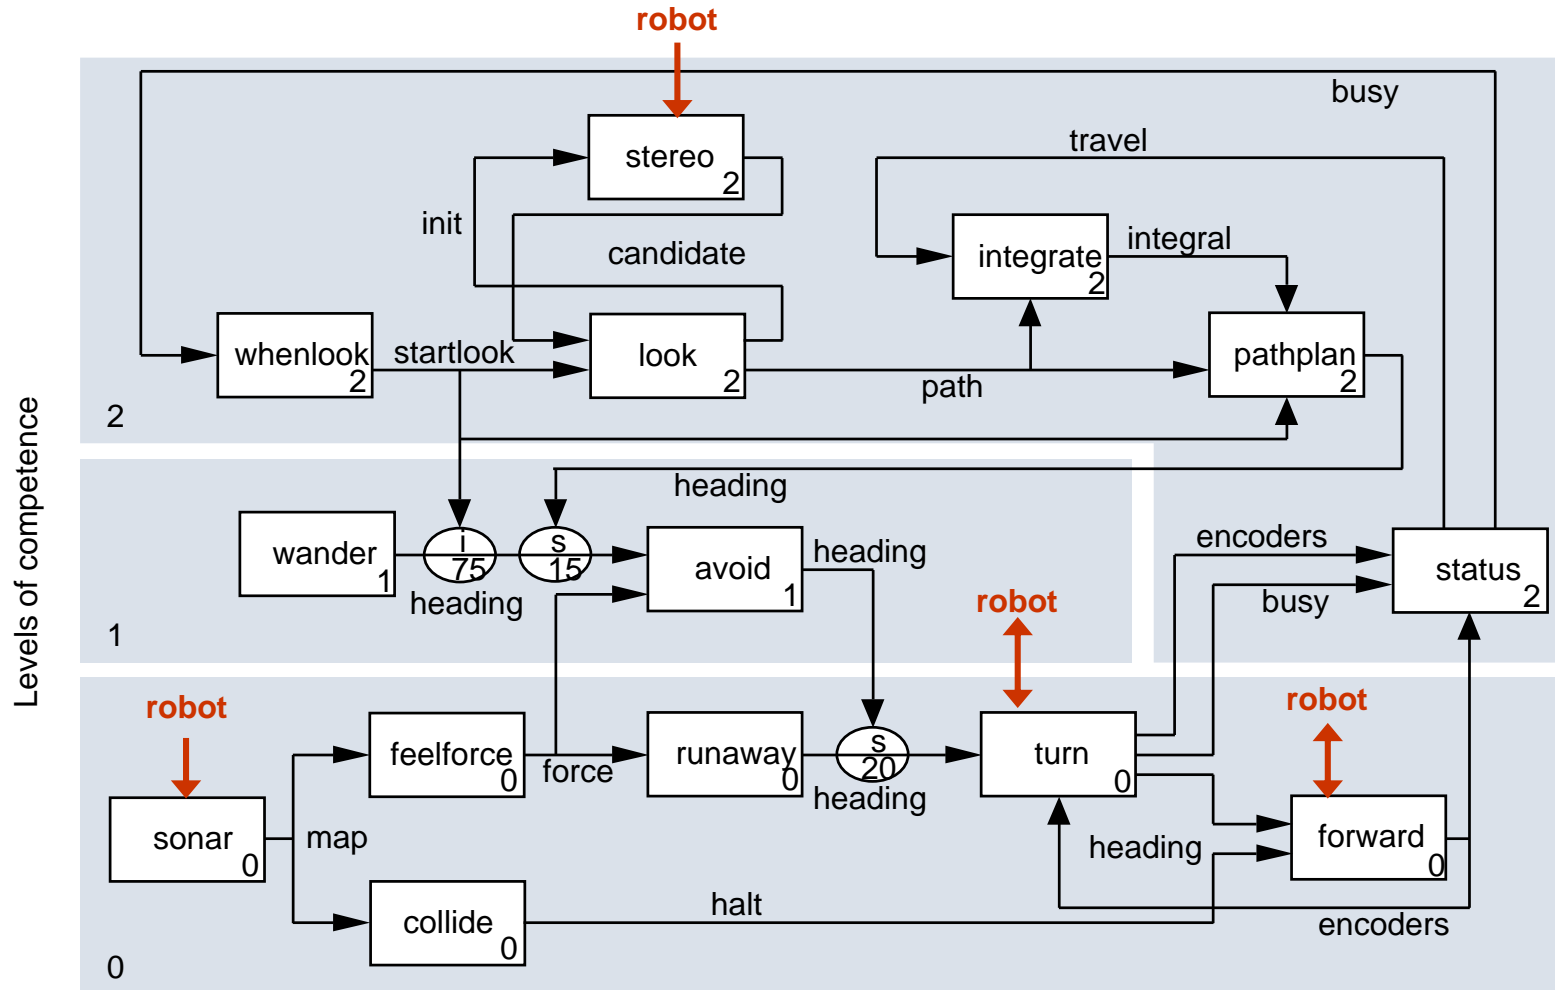 robot
busy
travel
stereo
2
init
candidate
integrate
2
integral
whenlook
2
startlook
look
2
path
pathplan
2
2
Levels of competence
heading
wander
1
i
75
heading
s
15
avoid
1
heading
encoders
busy
status
2
1
robot
robot
robot
feelforce
0
force
runaway
0
s
20
heading
turn
0
sonar
0
map
heading
forward
0
collide
0
halt
encoders
0